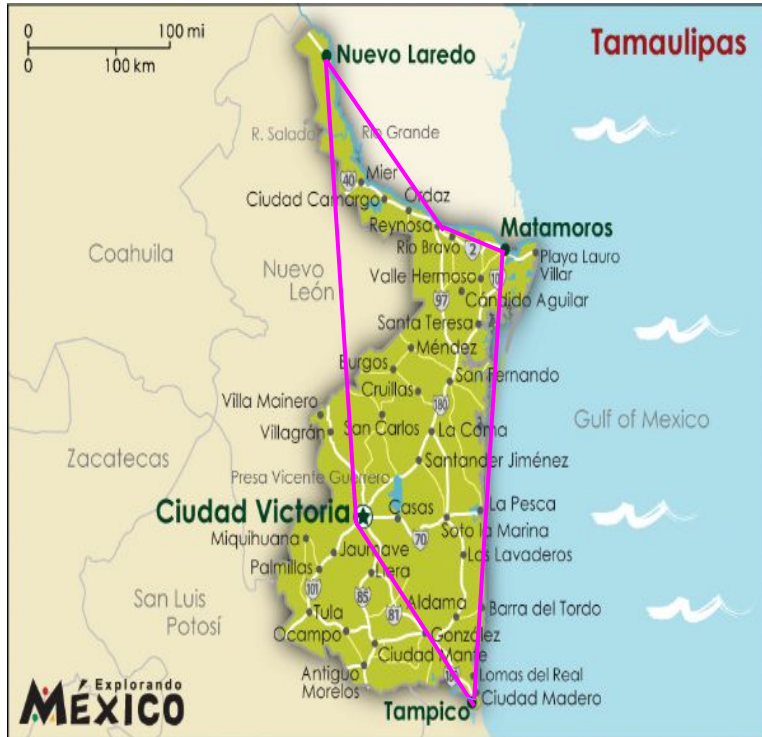 0 100 mi
0 100 km
Tamaulipas
Nuevo Laredo
R. Salado
Rio Grande
40
Mier
Ciudad Camargo
Ordaz
Reynosa
Matamoros
Rio Bravo
2
Playa Lauro
Villar
Coahuila
Nuevo
León
Valle Hermoso
10
97
Candido Aguilar
Santa Teresa
Méndez
Burgos
San Fernando
Cruillas
180
Villa Mainero
Villagrán
San Carlos
La Coma
Gulf of Mexico
Zacatecas
Santander Jiménez
Presa Vicente Guerrero
Ciudad Victoria
Casas
La Pesca
Soto la Marina
Miquihuana
Jaumave
70
Los Lavaderos
Palmillas
Llera
101
85
San Luis
Potosí
Tula
81
Aldama
Barra del Tordo
Ocampo
González
Ciudad Mante
Antiguo
Morelos
Lomas del Real
Ciudad Madero
Tampico
Explorando
MÉXICO